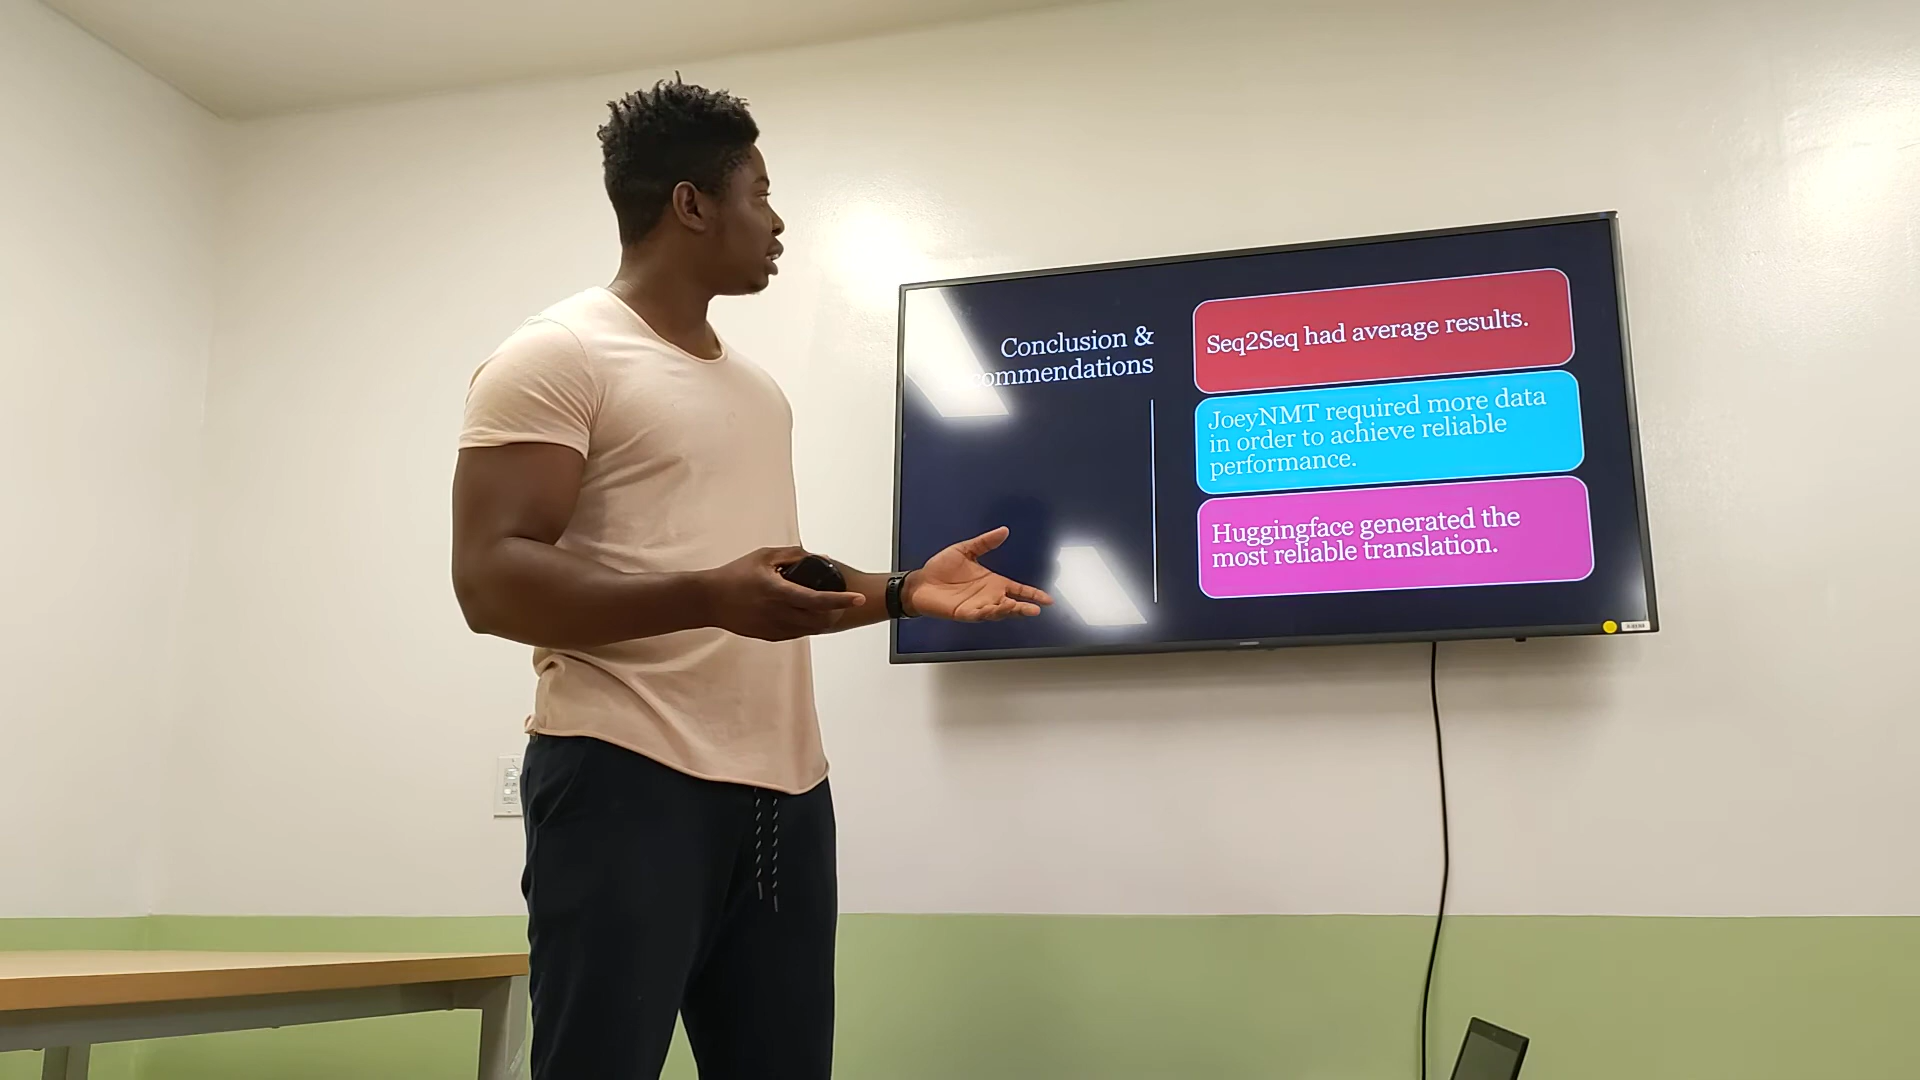 Conclusion &
commendations
Seq2Seq had average results.
JoeyNMT required more data
in order to achieve reliable
performance.
Huggingface generated the
most reliable translation.